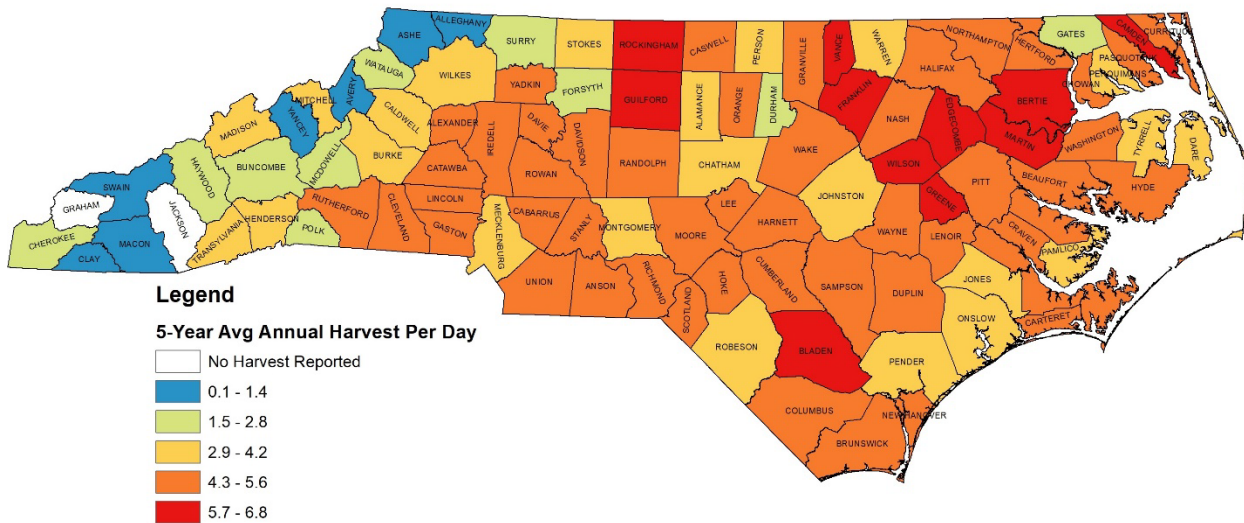 ALLEGHANY
ASHE
SURRY
STOKES
ROCKINGHAM
CASWELL
PERSON
GRANVILLE
VANCE
WARREN
NORTHAMPTON
HERTFORD
GATES
CAMDEN
CURRITUCK
PASQUOTANK
PERQUIMANS
CHOWAN
HALIFAX
WATAUGA
WILKES
YADKIN
FORSYTH
GUILFORD
ALAMANCE
ORANGE
DURHAM
FRANKLIN
NASH
EDGECOMBE
BERTIE
MARTIN
WASHINGTON
TYRRELL
DARE
AVERY
MITCHELL
YANCEY
MADISON
CALDWELL
ALEXANDER
IREDELL
DAVIE
DAVIDSON
RANDOLPH
CHATHAM
WAKE
WILSON
PITT
BEAUFORT
HYDE
HAYWOOD
BUNCOMBE
MCDOWELL
BURKE
CATAWBA
ROWAN
JOHNSTON
GREENE
SWAIN
GRAHAM
JACKSON
RUTHERFORD
CLEVELAND
LINCOLN
GASTON
MECKLENBURG
CABARRUS
STANLY
MONTGOMERY
MOORE
LEE
HARNETT
WAYNE
LENOIR
CRAVEN
PAMLICO
CHEROKEE
CLAY
MACON
TRANSYLVANIA
HENDERSON
POLK
UNION
ANSON
RICHMOND
SCOTLAND
HOKE
CUMBERLAND
SAMPSON
DUPLIN
JONES
ONSLOW
CARTERET
ROBESON
BLADEN
PENDER
COLUMBUS
NEW HANOVER
BRUNSWICK
Legend
5-Year Avg Annual Harvest Per Day
No Harvest Reported
0.1 - 1.4
1.5 - 2.8
2.9 - 4.2
4.3 - 5.6
5.7 - 6.8